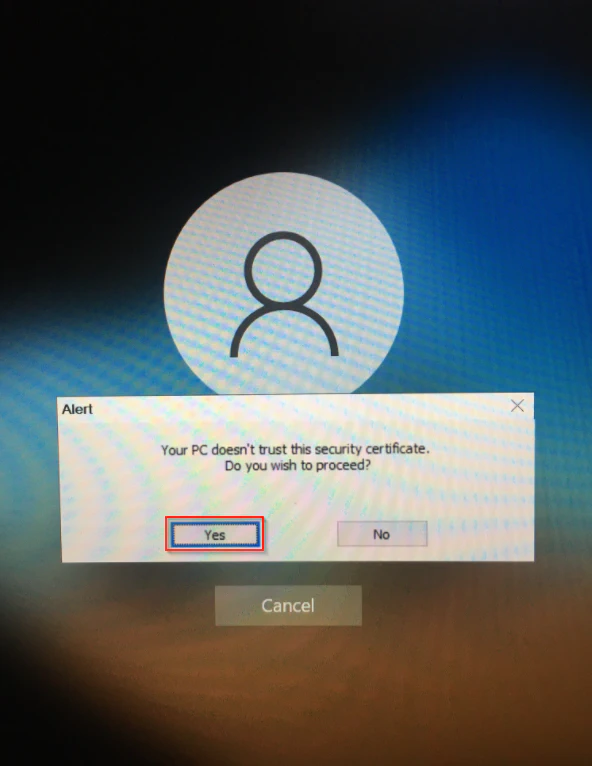 Alert
Your PC doesn't trust this security certificate.
Do you wish to proceed?
Yes
No
Cancel